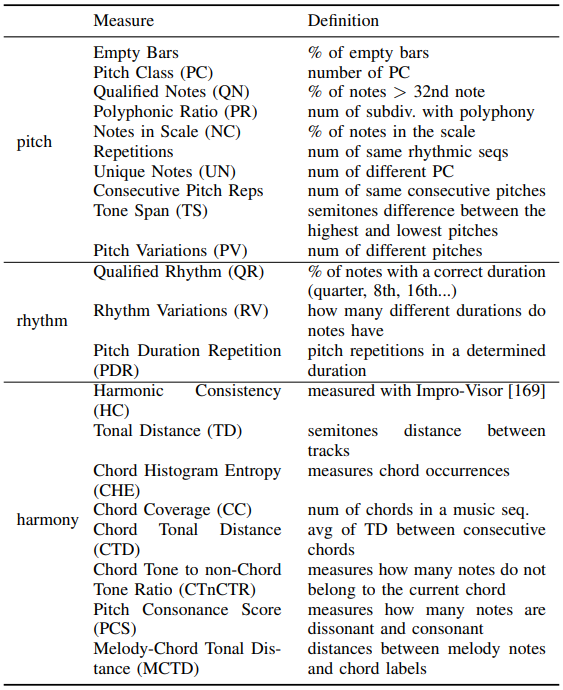 Measure Definition
Empty Bars % of empty bars
Pitch Class (PC) number of PC
Qualified Notes (QN) % of notes > 32nd note
Polyphonic Ratio (PR) num of subdiv. with polyphony
pitch Notes in Scale (NC) % of notes in the scale
Repetitions num of same rhythmic seqs
Unique Notes (UN) num of different PC
Consecutive Pitch Reps num of same consecutive pitches
Tone Span (TS) semitones difference between the
highest and lowest pitches
Pitch Variations (PV) num of different pitches
Qualified Rhythm (QR) % of notes with a correct duration
(quarter, 8th, 16th...)
rhythm Rhythm Variations (RV) how many different durations do
notes have
Pitch Duration Repetition pitch repetitions in a determined
(PDR) duration
Harmonic Consistency measured with Impro-Visor [169]
(HC)
Tonal Distance (TD) semitones distance between
tracks
Chord Histogram Entropy measures chord occurrences
(CHE)
harmony Chord Coverage (CC) num of chords in a music seq.
Chord Tonal Distance avg of TD between consecutive
(CTD) chords
Chord Tone to non-Chord measures how many notes do not
Tone Ratio (CTnCTR) belong to the current chord
Pitch Consonance Score measures how many notes are
(PCS) dissonant and consonant
Melody-Chord Tonal Dis- distances between melody notes
tance (MCTD) and chord labels